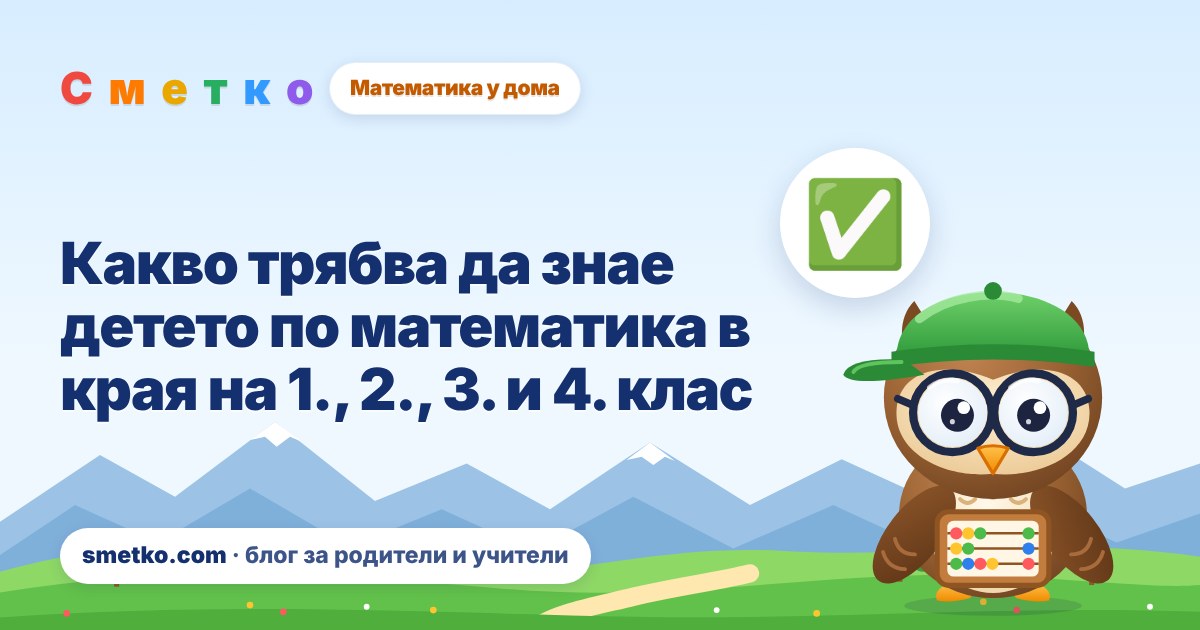 Сметко
Математика у дома
Какво трябва да знае
детето по математика в
края на 1., 2., 3. и 4. клас
smetko.com · блог за родители и учители